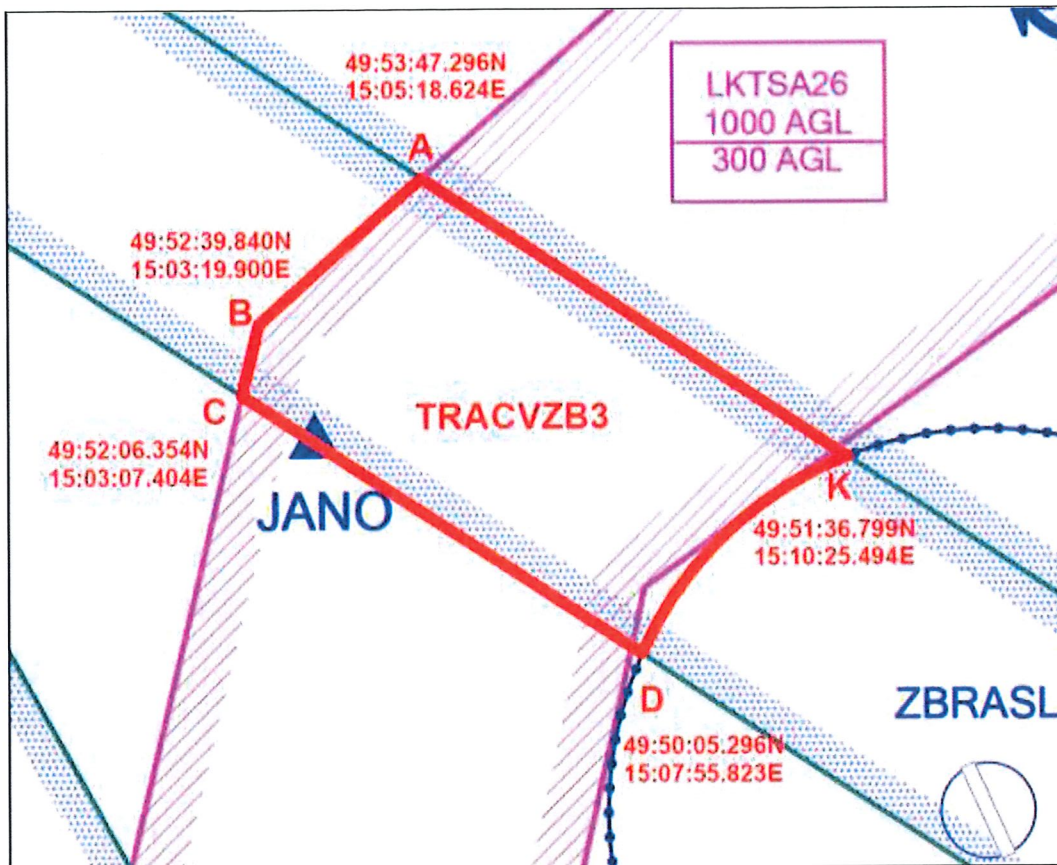 49:53:47.296N
15:05:18.624E
A
LKTSA26
1000 AGL
300 AGL
49:52:39.840N
15:03:19.900E
B
C
TRACVZB3
49:52:06.354N
15:03:07.404E
JANO
K
49:51:36.799N
15:10:25.494E
D
ZBRASL
49:50:05.296N
15:07:55.823E